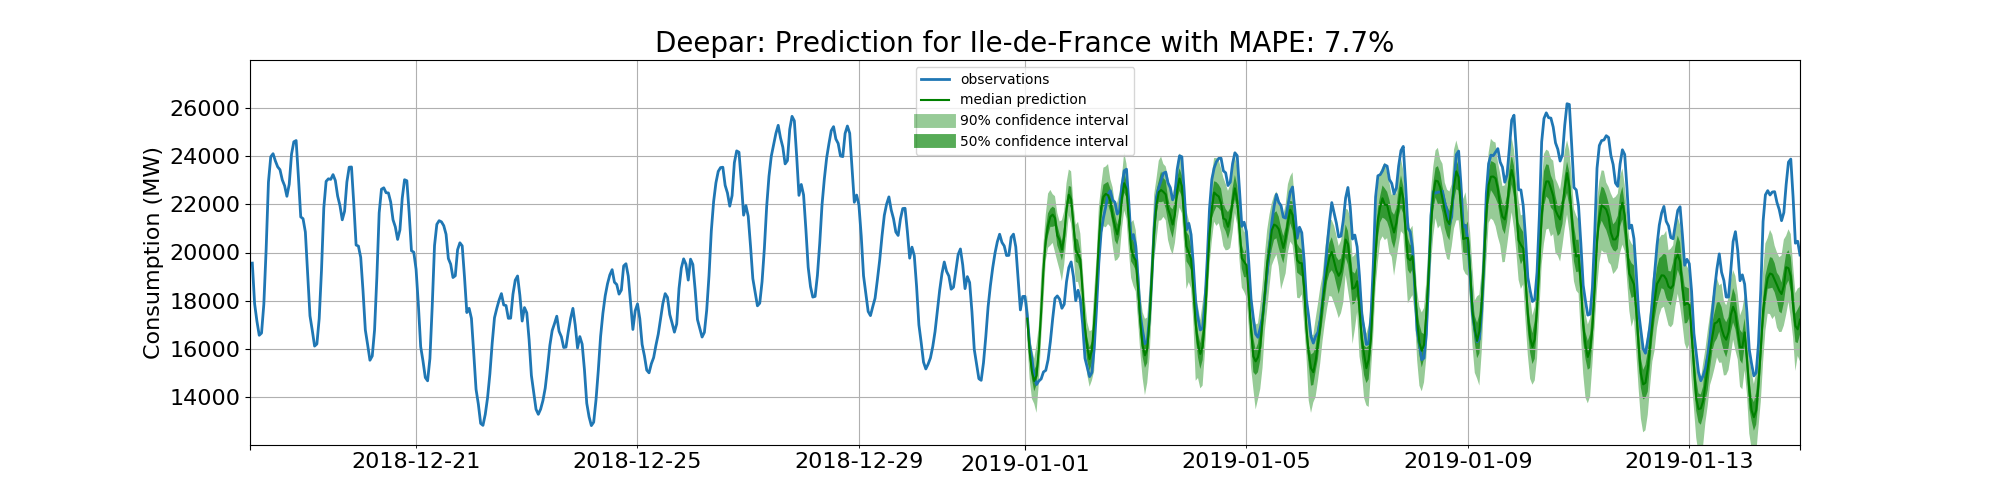 Deepar: Prediction for Ile-de-France with MAPE: 7.7%
observations
median prediction
90% confidence interval
50% confidence interval
Consumption (MW)
26000
24000
22000
20000
18000
16000
14000
2018-12-21
2018-12-25
2018-12-29
2019-01-01
2019-01-05
2019-01-09
2019-01-13